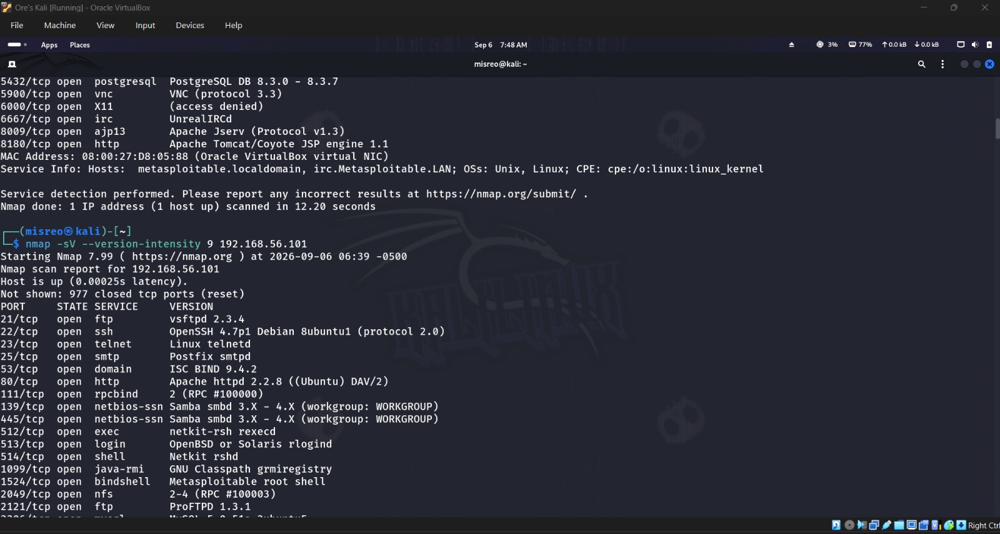 Ore's Kali [Running] - Oracle VirtualBox
File Machine View Input Devices Help
Apps Places Sep 6 7:48 AM 3% 77% 0.0 kB 0.0 kB
misreo@kali: ~
5432/tcp open postgresql PostgreSQL DB 8.3.0 - 8.3.7
5900/tcp open vnc VNC (protocol 3.3)
6000/tcp open X11 (access denied)
6667/tcp open irc UnrealIRCd
8009/tcp open ajp13 Apache Jserv (Protocol v1.3)
8180/tcp open http Apache Tomcat/Coyote JSP engine 1.1
MAC Address: 08:00:27:D8:05:88 (Oracle VirtualBox virtual NIC)
Service Info: Hosts:  metasploitable.localdomain, irc.Metasploitable.LAN; OSs: Unix, Linux; CPE: cpe:/o:linux:linux_kernel
Service detection performed. Please report any incorrect results at https://nmap.org/submit/ .
Nmap done: 1 IP address (1 host up) scanned in 12.20 seconds
┌──(misreo㉿kali)-[~]
└─$ nmap -sV --version-intensity 9 192.168.56.101
Starting Nmap 7.99 ( https://nmap.org ) at 2026-09-06 06:39 -0500
Nmap scan report for 192.168.56.101
Host is up (0.00025s latency).
Not shown: 977 closed tcp ports (reset)
PORT STATE SERVICE VERSION
21/tcp open ftp vsftpd 2.3.4
22/tcp open ssh OpenSSH 4.7p1 Debian 8ubuntu1 (protocol 2.0)
23/tcp open telnet Linux telnetd
25/tcp open smtp Postfix smtpd
53/tcp open domain ISC BIND 9.4.2
80/tcp open http Apache httpd 2.2.8 ((Ubuntu) DAV/2)
111/tcp open rpcbind 2 (RPC #100000)
139/tcp open netbios-ssn Samba smbd 3.X - 4.X (workgroup: WORKGROUP)
445/tcp open netbios-ssn Samba smbd 3.X - 4.X (workgroup: WORKGROUP)
512/tcp open exec netkit-rsh rexecd
513/tcp open login OpenBSD or Solaris rlogind
514/tcp open shell Netkit rshd
1099/tcp open java-rmi GNU Classpath grmiregistry
1524/tcp open bindshell Metasploitable root shell
2049/tcp open nfs 2-4 (RPC #100003)
2121/tcp open ftp ProFTPD 1.3.1
KALI LINUX
Right Ctrl